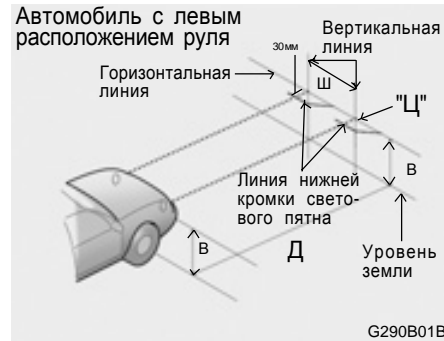 Автомобиль с левым
расположением руля
Вертикальная
линия
30мм
Ш
Горизонтальная
линия
"Ц"
В
Линия нижней
кромки свето-
вого пятна
В
Д
Уровень
земли
G290B01B